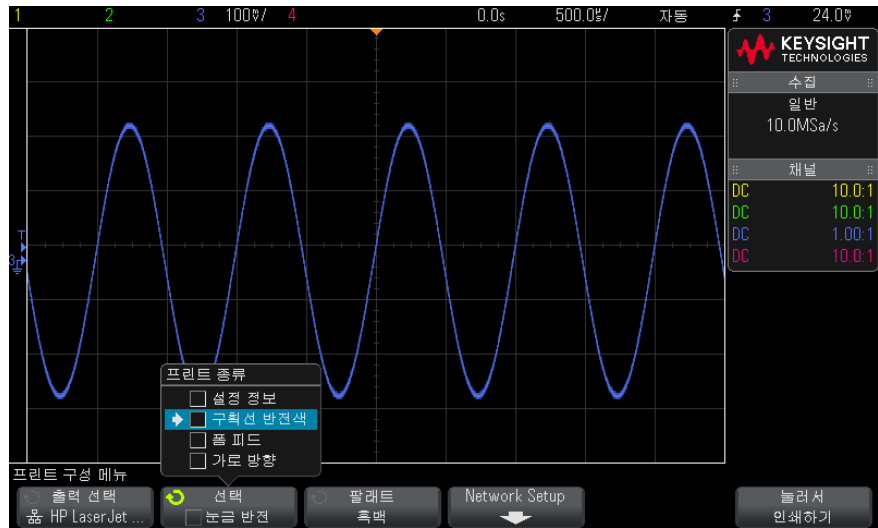 1 2 3 100㎷/ 4 0.0s 500.0㎲/ 자동 3 24.0㎷
KEYSIGHT
TECHNOLOGIES
수집
일반
10.0MSa/s
채널
DC 10.0:1
DC 10.0:1
DC 1.00:1
DC 10.0:1
T
3
프린트 종류
설정 정보
구획선 반전색
폼 피드
가로 방향
프린트 구성 메뉴
출력 선택
HP LaserJet ...
선택
눈금 반전
팔래트
흑백
Network Setup
눌러서
인쇄하기